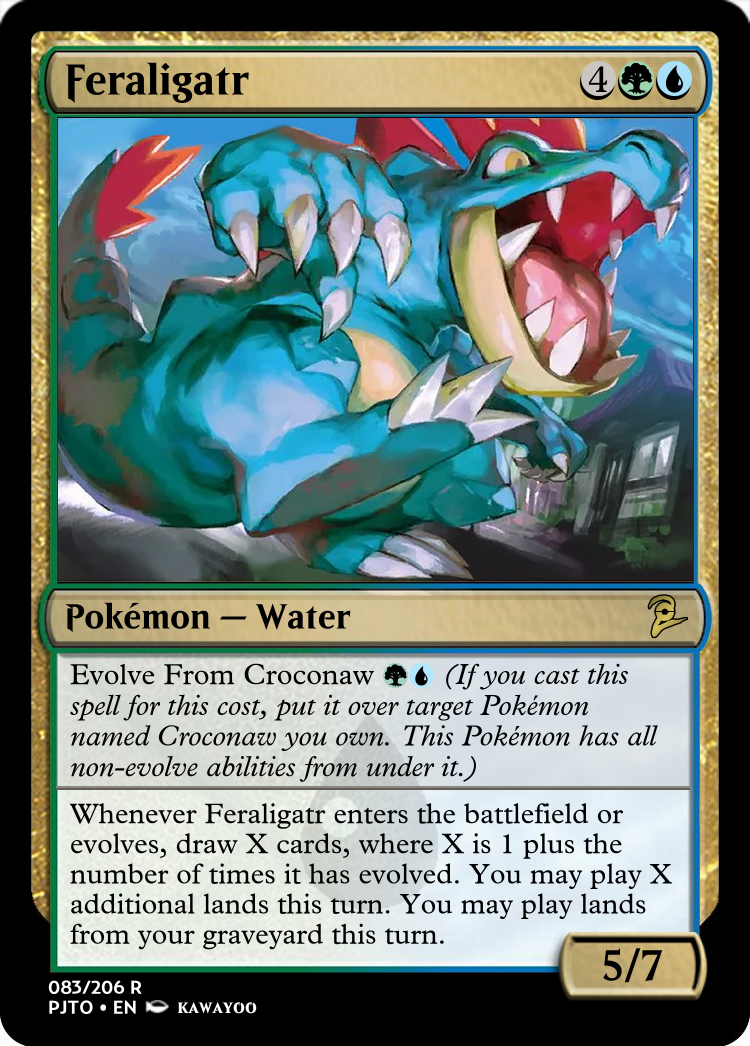 Feraligatr 4
Pokémon — Water
Evolve From Croconaw (If you cast this
spell for this cost, put it over target Pokémon
named Croconaw you own. This Pokémon has all
non-evolve abilities from under it.)
Whenever Feraligatr enters the battlefield or
evolves, draw X cards, where X is 1 plus the
number of times it has evolved. You may play X
additional lands this turn. You may play lands
from your graveyard this turn.
5/7
083/206 R
PJTO • EN KAWAYOO